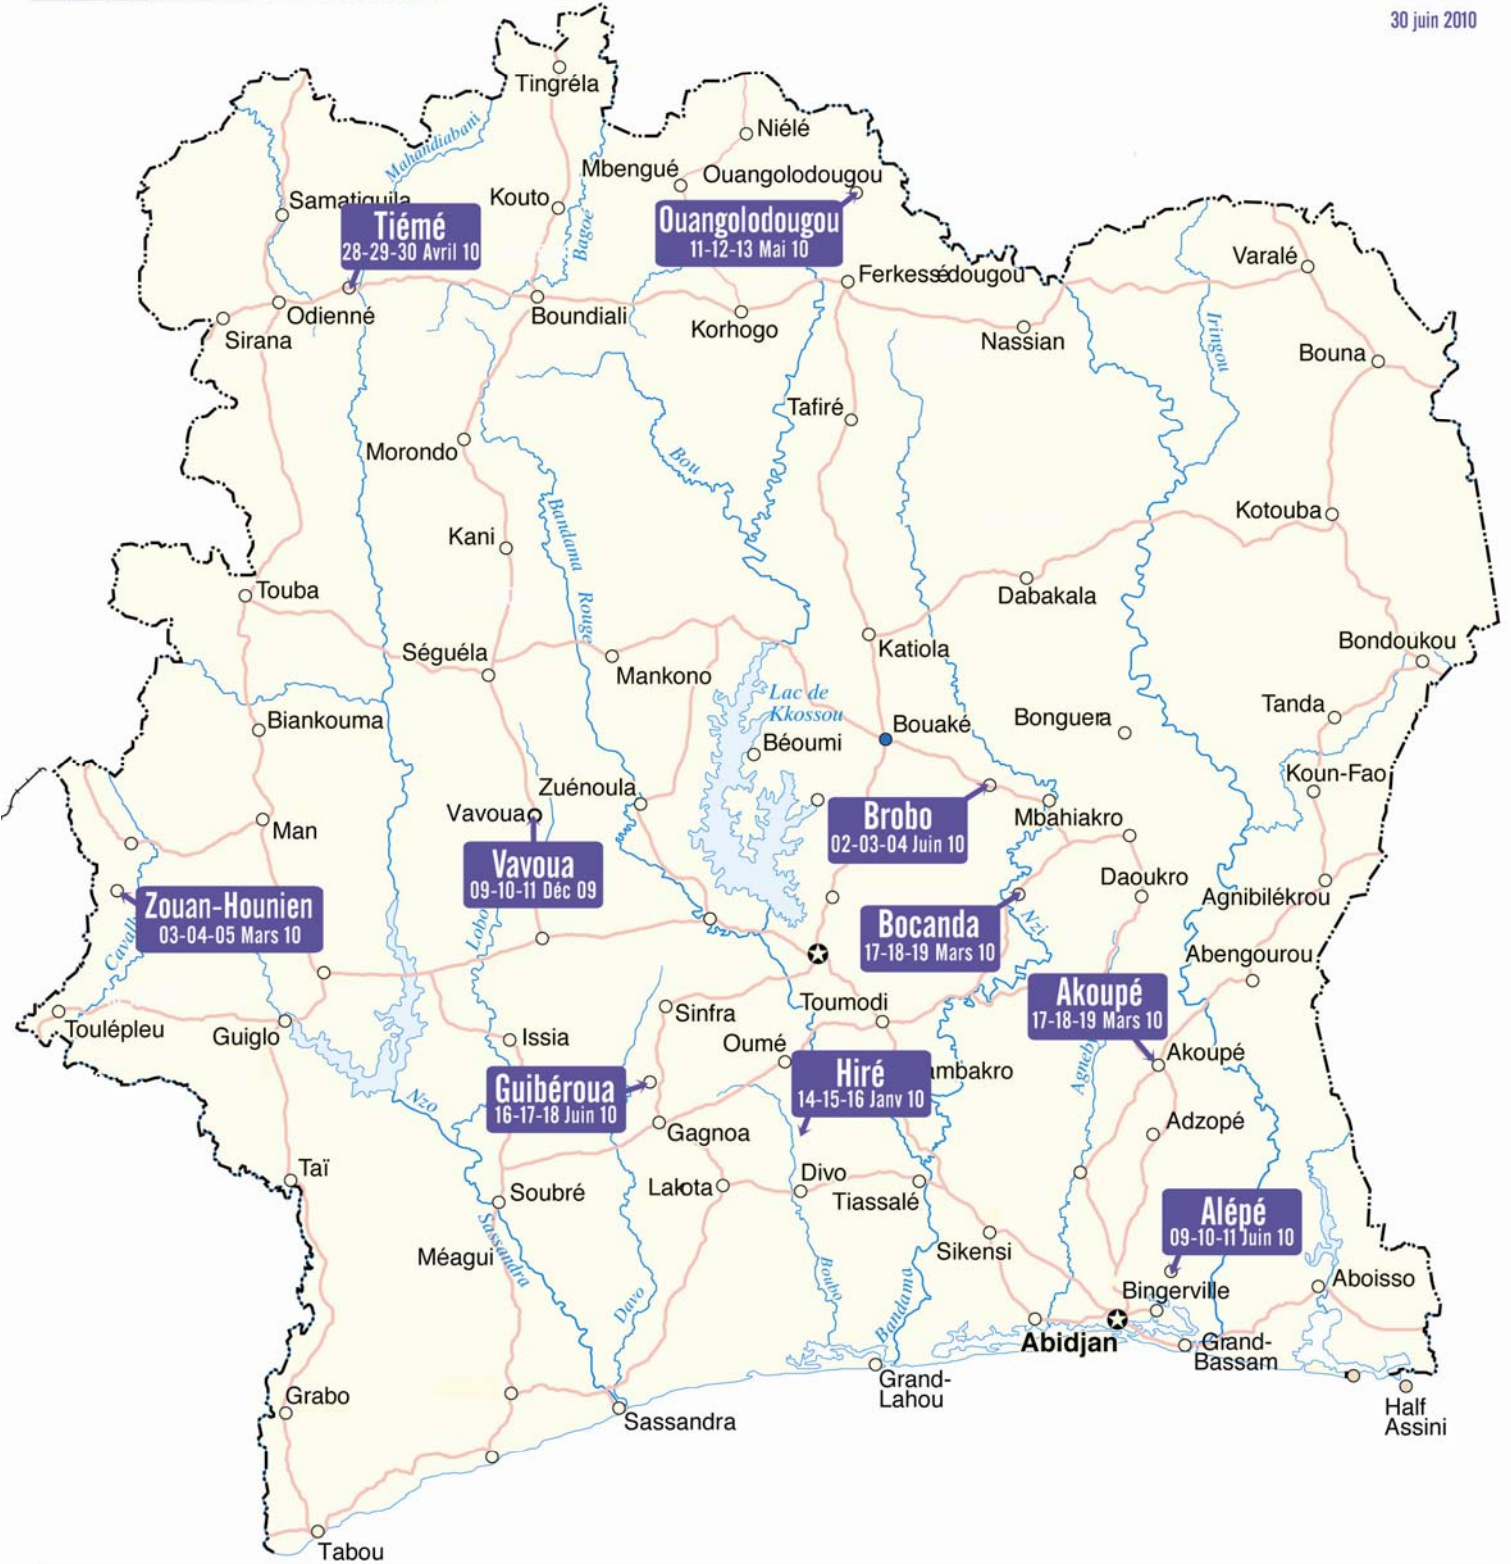 30 juin 2010
Tingréla
Niélé
Mahandiabani
Mbengué
Ouangolodougou
Samatiguila
Kouto
Bagoé
Tiémé
28-29-30 Avril 10
Ouangolodougou
11-12-13 Mai 10
Varalé
Ferkessédougou
Odienné
Boundiali
Korhogo
Nassian
Sirana
Iringou
Bouna
Tafiré
Morondo
Bou
Bandama
Rouge
Kotouba
Kani
Touba
Dabakala
Katiola
Bondoukou
Séguéla
Mankono
Lac de
Kkossou
Tanda
Biankouma
Bouaké
Bonguera
Béoumi
Koun-Fao
Zuénoula
Vavoua
Brobo
02-03-04 Juin 10
Mbahiakro
Man
Vavoua
09-10-11 Déc 09
Daoukro
Agnibilékrou
Zouan-Hounien
03-04-05 Mars 10
Lobo
Bocanda
17-18-19 Mars 10
Nzi
Abengourou
Akoupé
17-18-19 Mars 10
Toumodi
Sinfra
Toulépleu
Guiglo
Issia
Oumé
Akoupé
Hiré
14-15-16 Janv 10
ambakro
Guibéroua
16-17-18 Juin 10
Nzo
Adzopé
Gagnoa
Taï
Soubré
Lakota
Divo
Tiassalé
Alépé
09-10-11 Juin 10
Sassandra
Méagui
Sikensi
Davo
Boubo
Bandama
Bingerville
Aboisso
Abidjan
Grand-
Bassam
Grand-
Lahou
Grabo
Sassandra
Half
Assini
Tabou